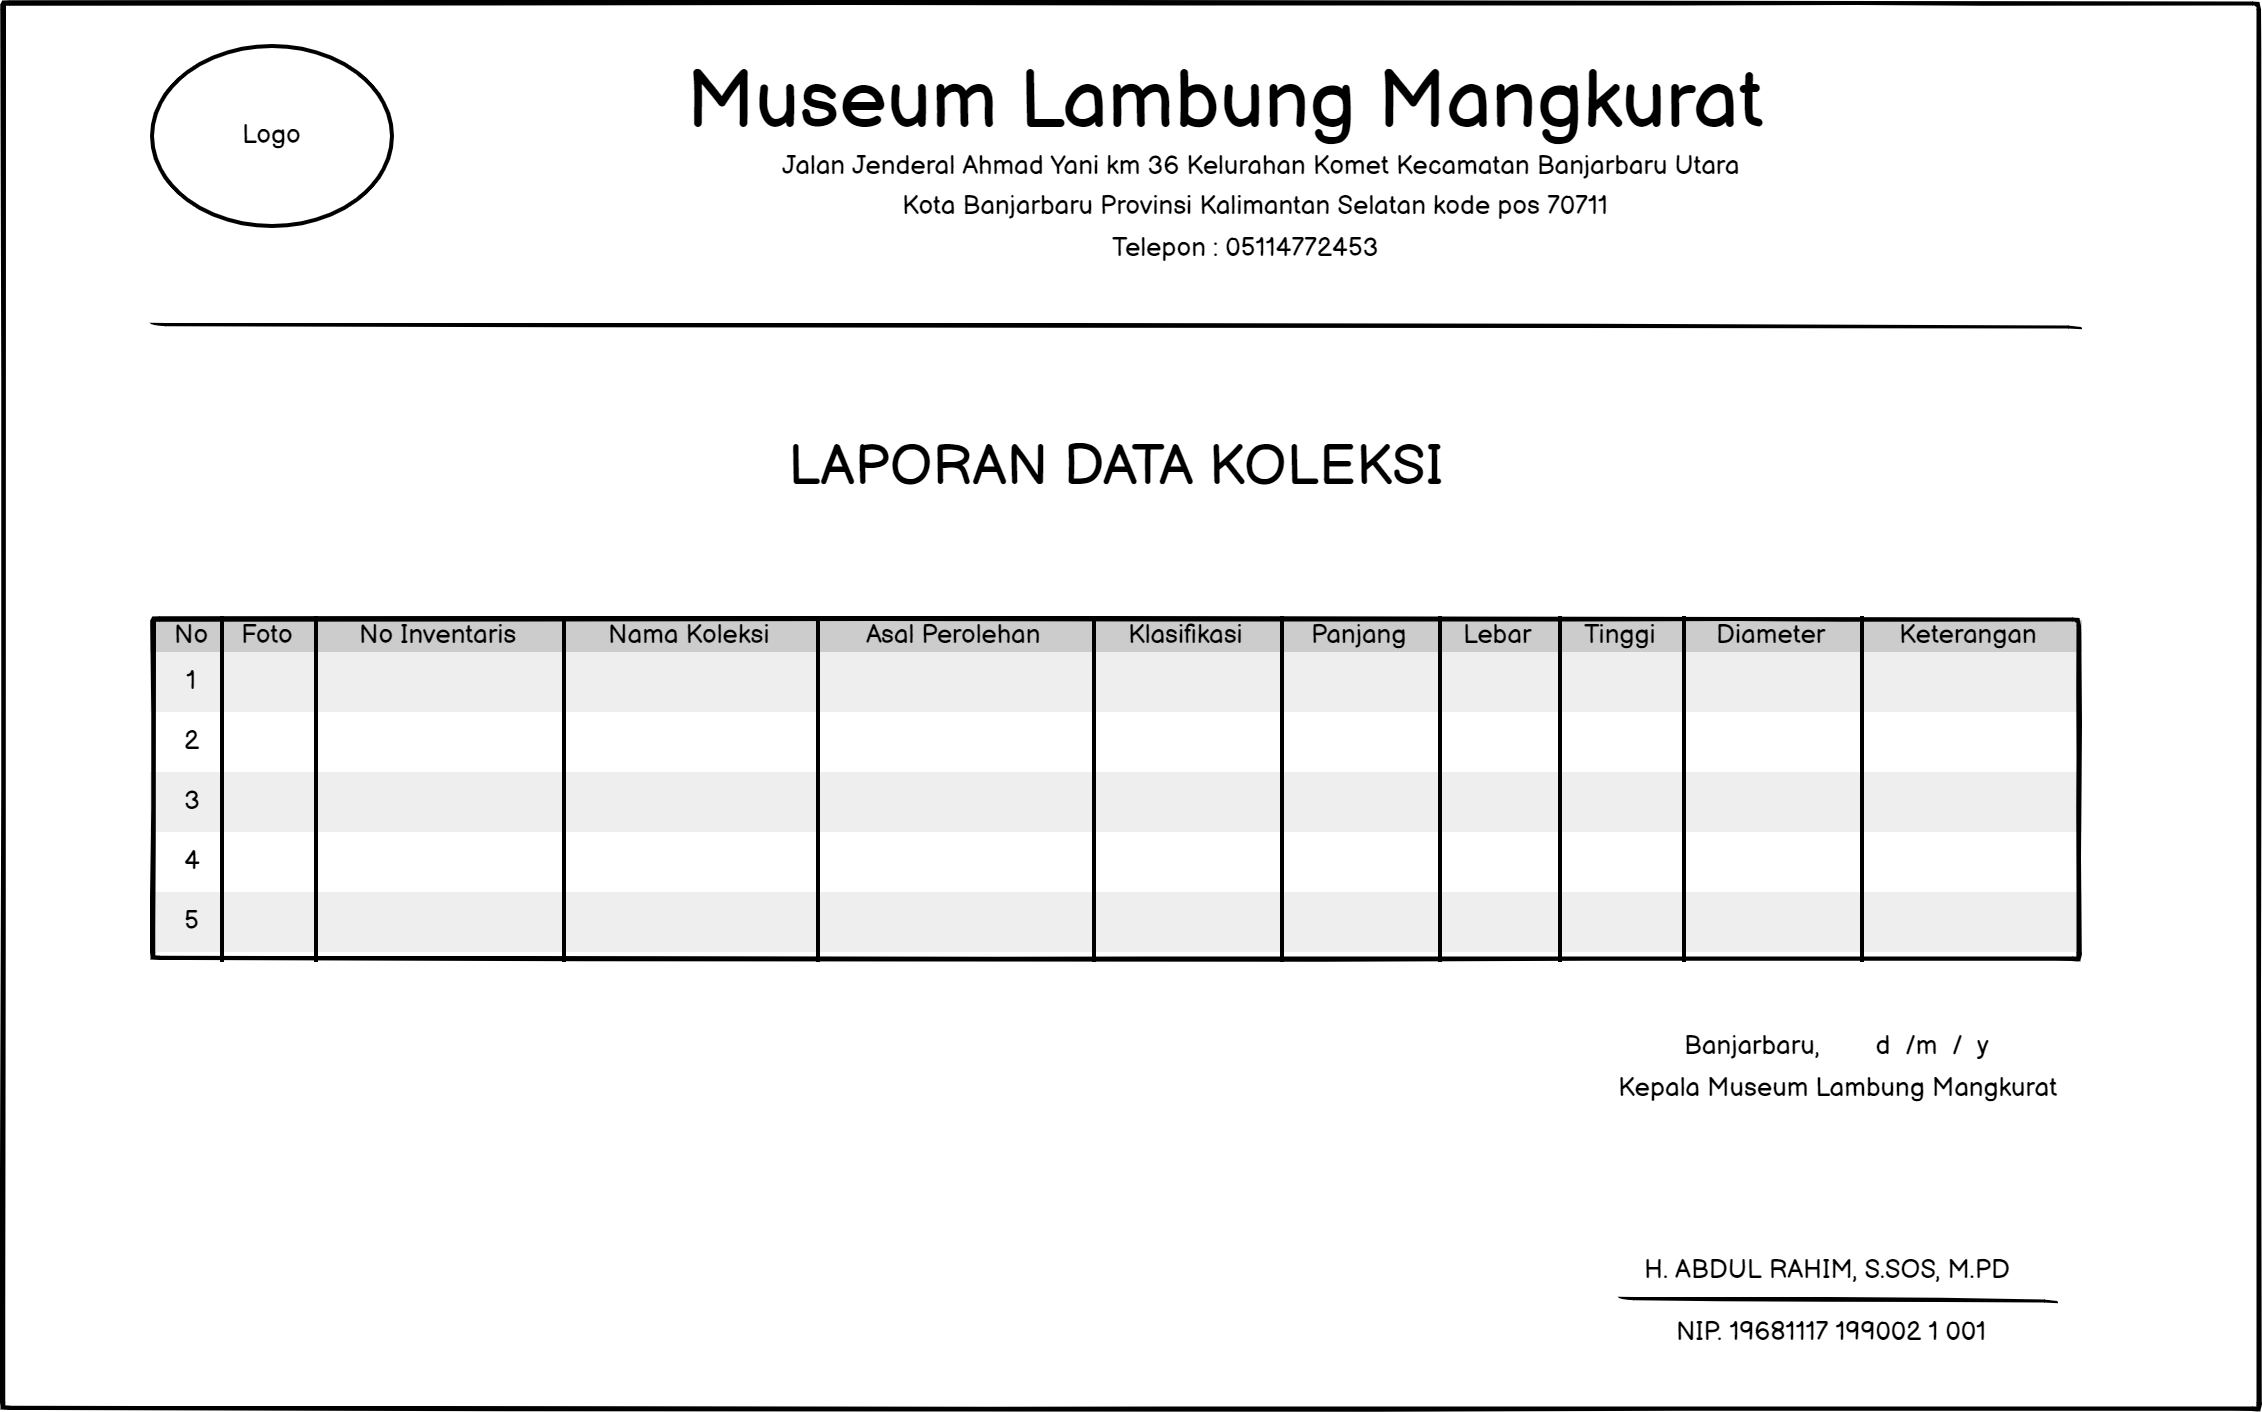 Logo
Museum Lambung Mangkurat
Jalan Jenderal Ahmad Yani km 36 Kelurahan Komet Kecamatan Banjarbaru Utara
Kota Banjarbaru Provinsi Kalimantan Selatan kode pos 70711
Telepon : 05114772453
LAPORAN DATA KOLEKSI
No Foto No Inventaris Nama Koleksi Asal Perolehan Klasifikasi Panjang Lebar Tinggi Diameter Keterangan
1
2
3
4
5
Banjarbaru, d /m / y
Kepala Museum Lambung Mangkurat
H. ABDUL RAHIM, S.SOS, M.PD
NIP. 19681117 199002 1 001